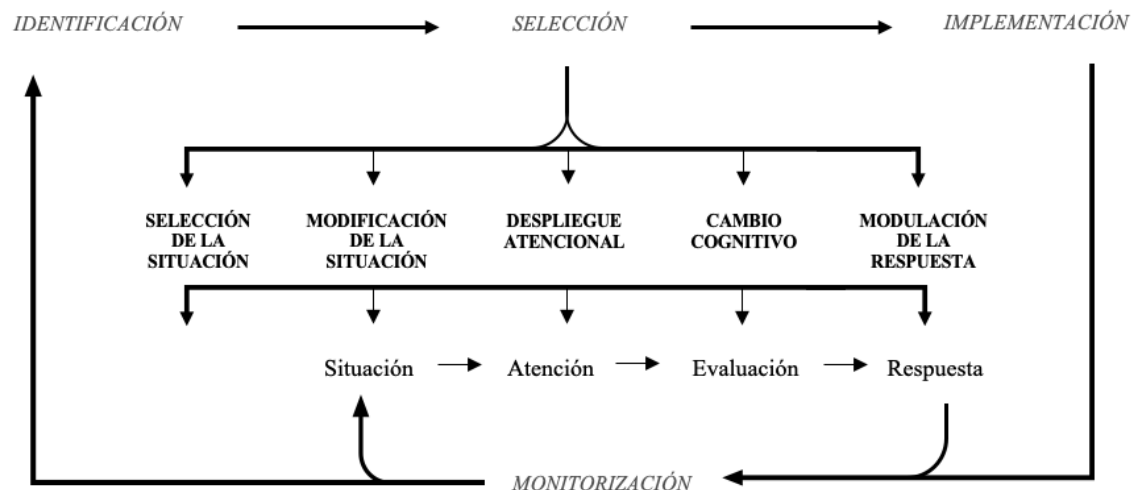 IDENTIFICACIÓN
SELECCIÓN
IMPLEMENTACIÓN
SELECCIÓN
DE LA
SITUACIÓN
MODIFICACIÓN
DE LA
SITUACIÓN
DESPLIEGUE
ATENCIONAL
CAMBIO
COGNITIVO
MODULACIÓN
DE LA
RESPUESTA
Situación
Atención
Evaluación
Respuesta
MONITORIZACIÓN